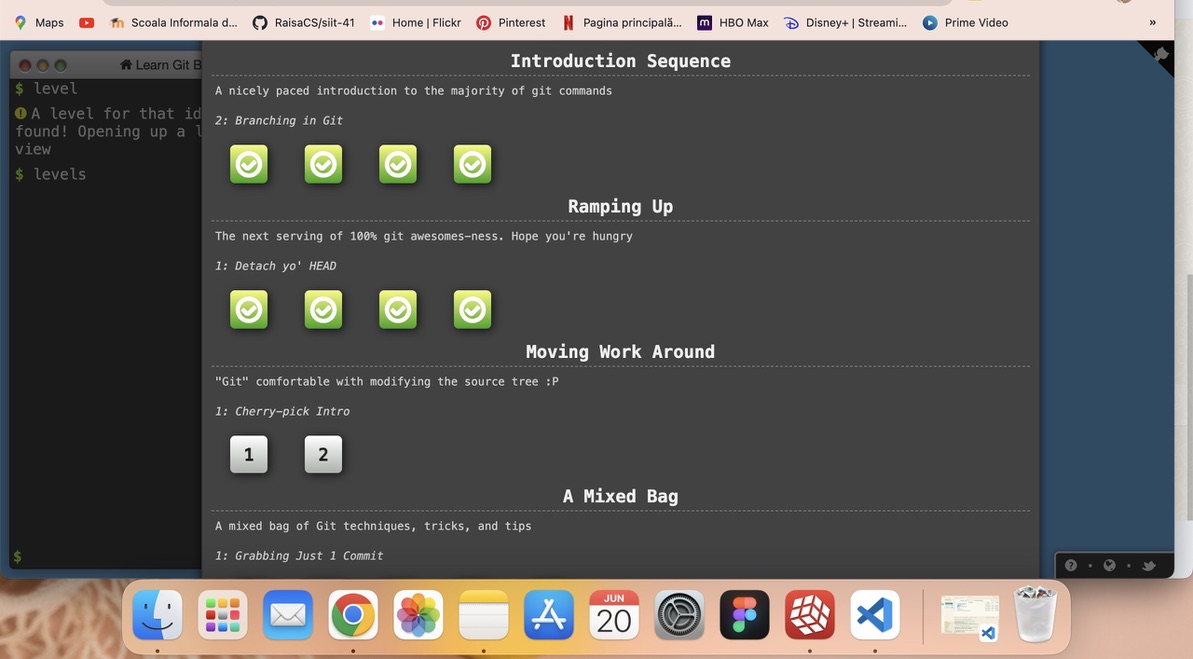 Maps
Scoala Informala d...
RaisaCS/siit-41
Home | Flickr
Pinterest
Pagina principală...
HBO Max
Disney+ | Streami...
Prime Video
»
Learn Git B
$ level
A level for that id
found! Opening up a l
view
$ levels
$
Introduction Sequence
A nicely paced introduction to the majority of git commands
2: Branching in Git
Ramping Up
The next serving of 100% git awesomes-ness. Hope you're hungry
1: Detach yo' HEAD
Moving Work Around
"Git" comfortable with modifying the source tree :P
1: Cherry-pick Intro
1 2
A Mixed Bag
A mixed bag of Git techniques, tricks, and tips
1: Grabbing Just 1 Commit
JUN
20